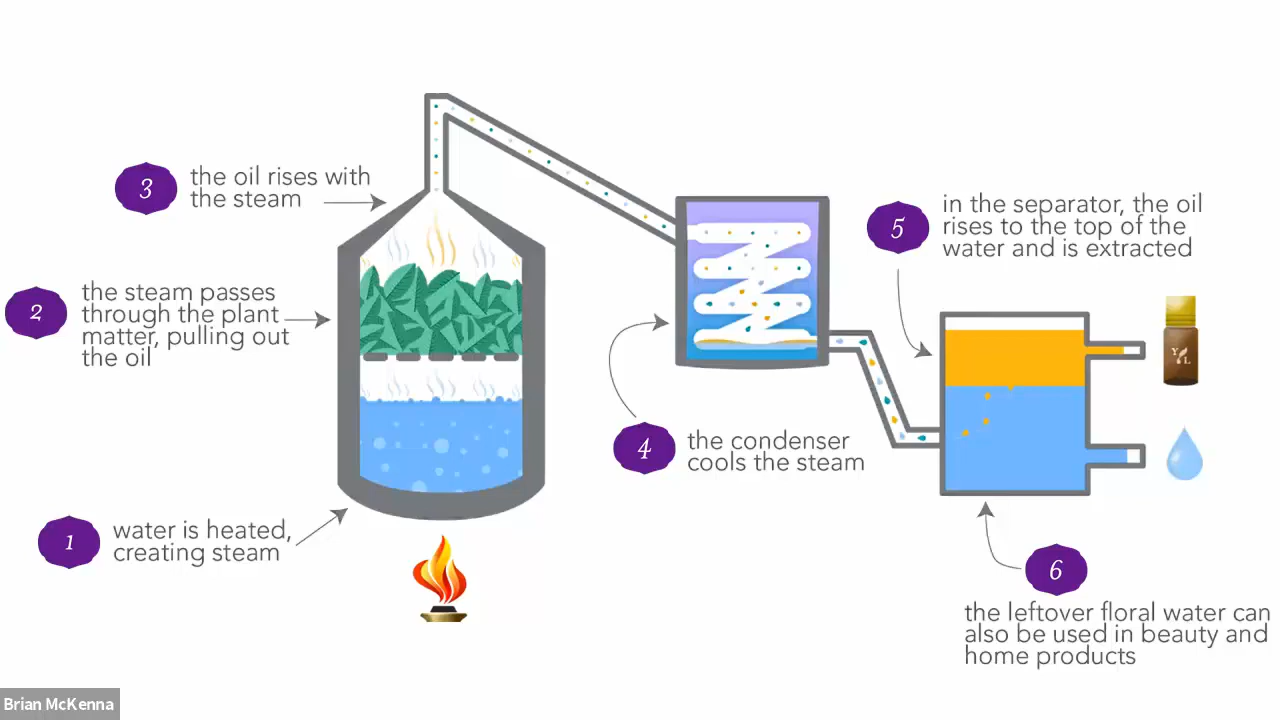 1
water is heated,
creating steam
2
the steam passes
through the plant
matter, pulling out
the oil
3
the oil rises with
the steam
4
the condenser
cools the steam
5
in the separator, the oil
rises to the top of the
water and is extracted
Y L
6
the leftover floral water can
also be used in beauty and
home products
Brian McKenna